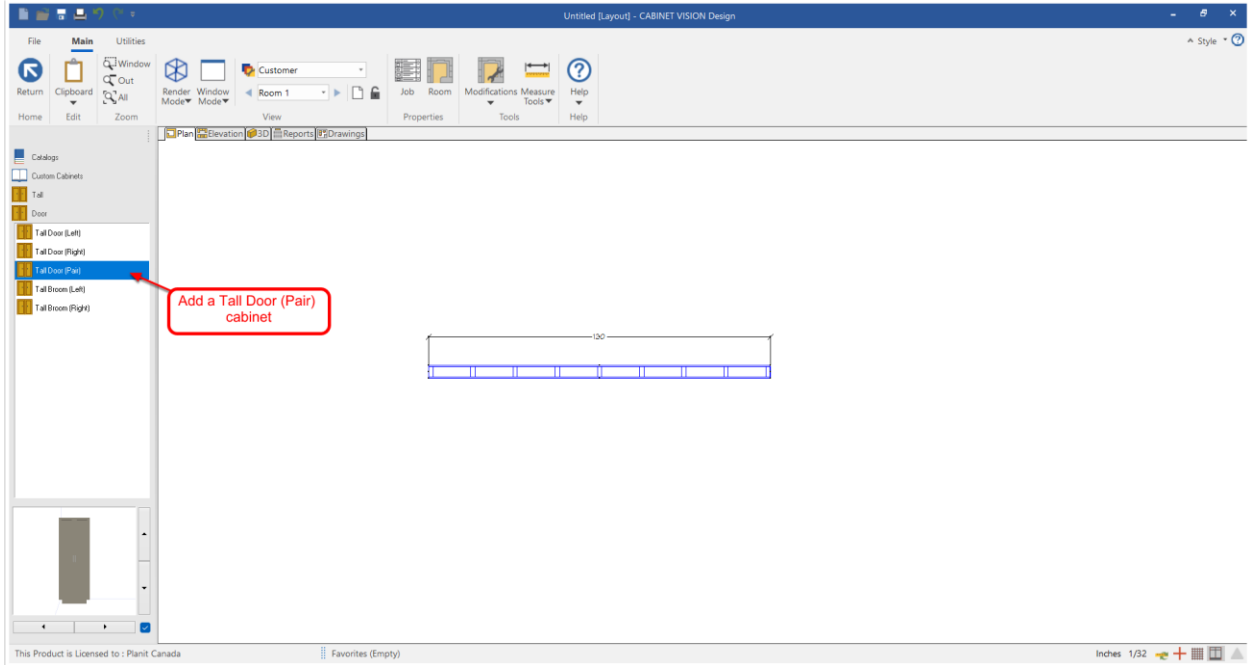 Untitled [Layout] - CABINET VISION Design
File Main Utilities
Style
Window
Out
All
Return
Clipboard
Render Mode
Window Mode
Customer
Room 1
Job
Room
Modifications
Measure Tools
Help
Home
Edit
Zoom
View
Properties
Tools
Help
Plan Elevation 3D Reports Drawings
Catalogs
Custom Cabinets
Tall
Door
Tall Door (Left)
Tall Door (Right)
Tall Door (Pair)
Tall Broom (Left)
Tall Broom (Right)
Add a Tall Door (Pair)
cabinet
120
This Product is Licensed to : Planit Canada
Favorites (Empty)
Inches 1/32